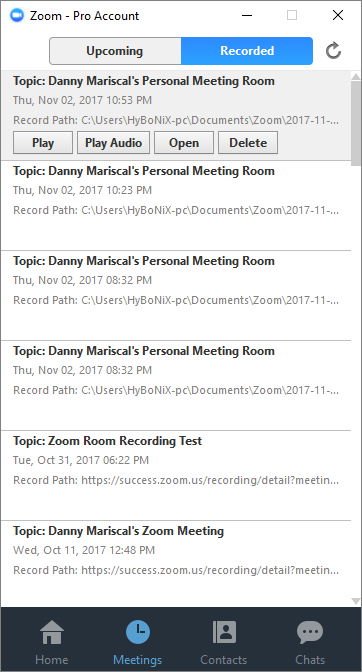 Zoom - Pro Account
Upcoming Recorded
Topic: Danny Mariscal's Personal Meeting Room
Thu, Nov 02, 2017 10:53 PM
Record Path: C:\Users\HyBoNiX-pc\Documents\Zoom\2017-11-...
Play Play Audio Open Delete
Topic: Danny Mariscal's Personal Meeting Room
Thu, Nov 02, 2017 10:23 PM
Record Path: C:\Users\HyBoNiX-pc\Documents\Zoom\2017-11-...
Topic: Danny Mariscal's Personal Meeting Room
Thu, Nov 02, 2017 08:32 PM
Record Path: C:\Users\HyBoNiX-pc\Documents\Zoom\2017-11-...
Topic: Danny Mariscal's Personal Meeting Room
Thu, Nov 02, 2017 08:32 PM
Record Path: C:\Users\HyBoNiX-pc\Documents\Zoom\2017-11-...
Topic: Zoom Room Recording Test
Tue, Oct 31, 2017 06:22 PM
Record Path: https://success.zoom.us/recording/detail?meetin...
Topic: Danny Mariscal's Zoom Meeting
Wed, Oct 11, 2017 12:48 PM
Record Path: https://success.zoom.us/recording/detail?meetin...
Home Meetings Contacts Chats